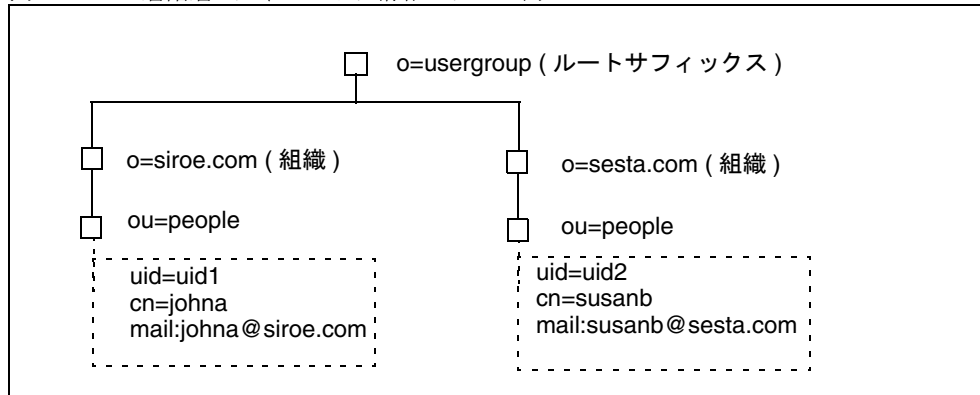 o=usergroup ( ルートサフィックス )
o=siroe.com ( 組織 )
o=sesta.com ( 組織 )
ou=people
ou=people
uid=uid1
cn=johna
mail:johna@siroe.com
uid=uid2
cn=susanb
mail:susanb@sesta.com